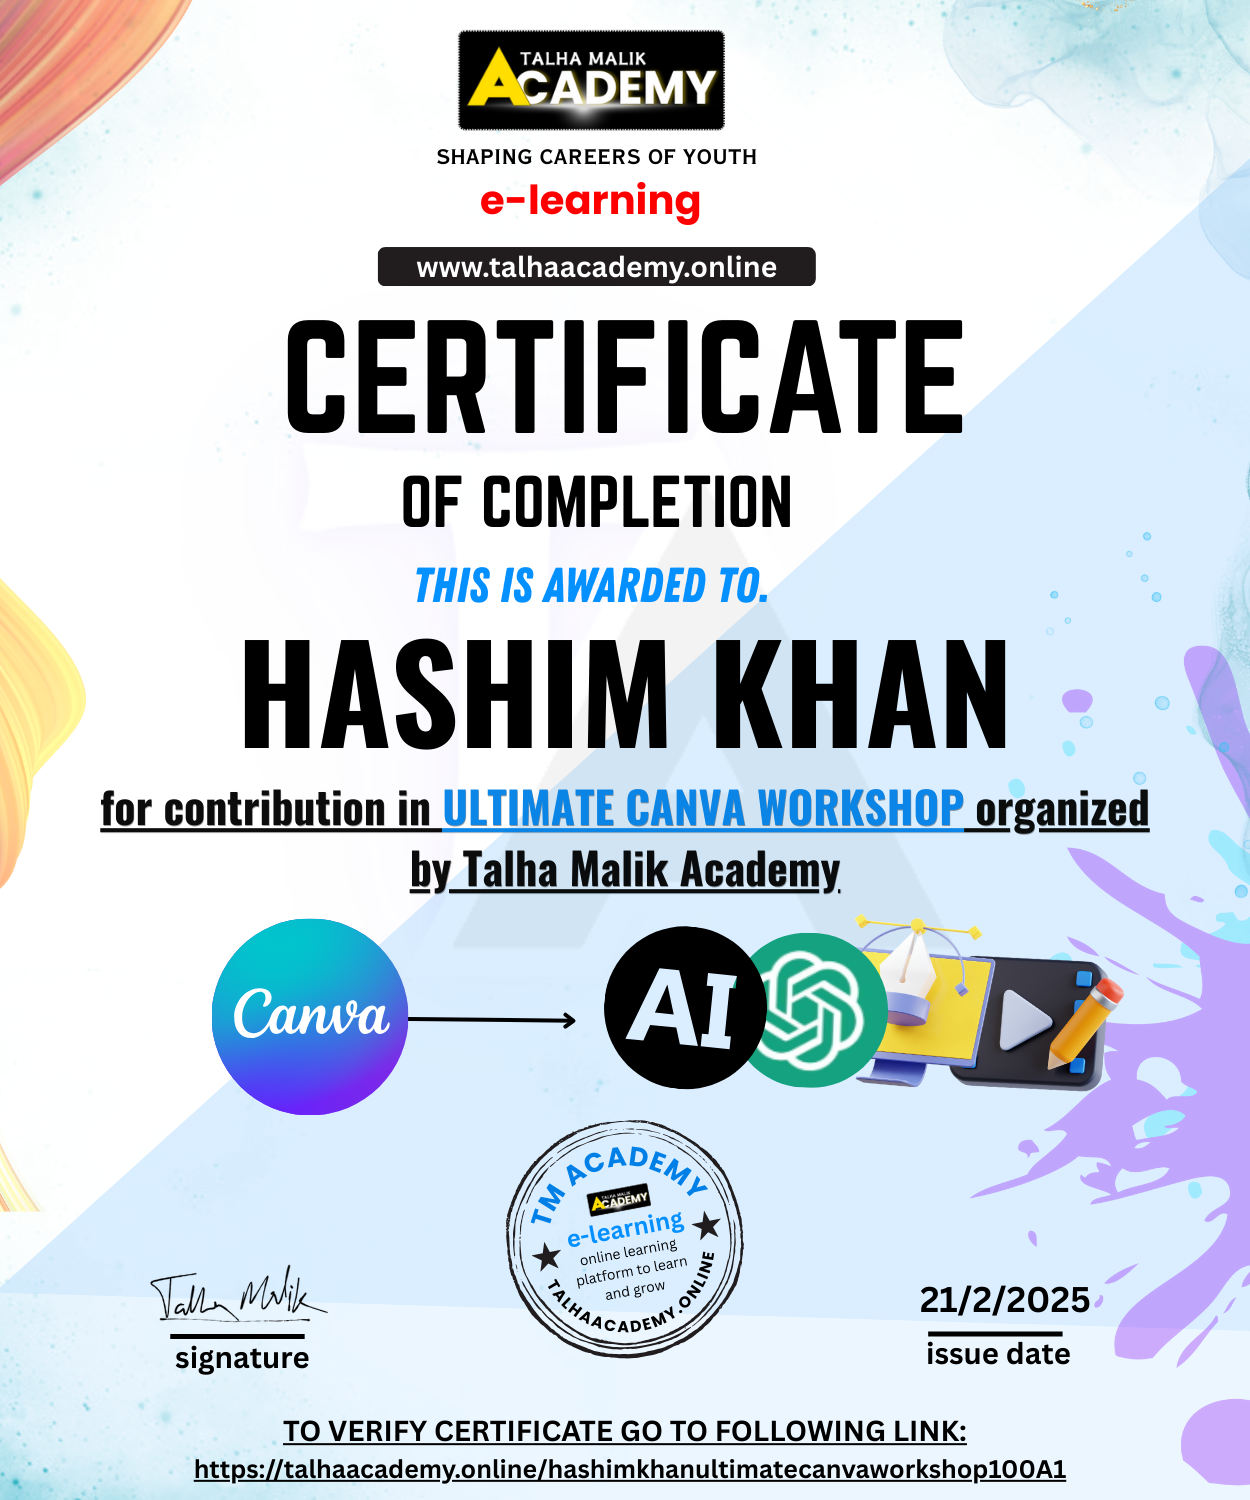 TALHA MALIK
ACADEMY
SHAPING CAREERS OF YOUTH
e-learning
www.talhaacademy.online
CERTIFICATE
OF COMPLETION
THIS IS AWARDED TO.
HASHIM KHAN
for contribution in ULTIMATE CANVA WORKSHOP organized
by Talha Malik Academy
Canva
AI
TM ACADEMY
TALHA MALIK
ACADEMY
e-learning
online learning
platform to learn
and grow
TALHAACADEMY.ONLINE
Talha Malik
signature
21/2/2025
issue date
TO VERIFY CERTIFICATE GO TO FOLLOWING LINK:
https://talhaacademy.online/hashimkhanultimatecanvaworkshop100A1